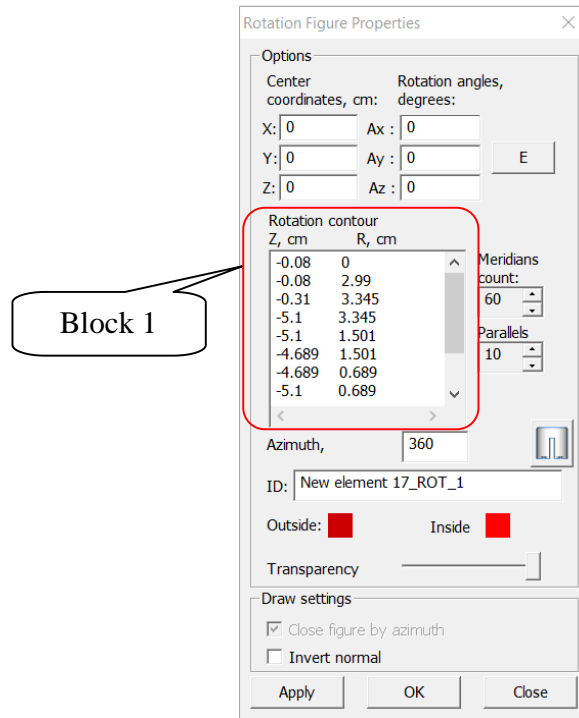 Rotation Figure Properties
Options
Center Rotation angles,
coordinates, cm: degrees:
X: 0 Ax : 0
Y: 0 Ay : 0 E
Z: 0 Az : 0
Rotation contour
Z, cm R, cm
-0.08 0
-0.08 2.99
-0.31 3.345
-5.1 3.345
-5.1 1.501
-4.689 1.501
-4.689 0.689
-5.1 0.689
Meridians
count:
60
Parallels
10
Block 1
Azimuth, 360
ID: New element 17_ROT_1
Outside: Inside
Transparency
Draw settings
Close figure by azimuth
Invert normal
Apply OK Close